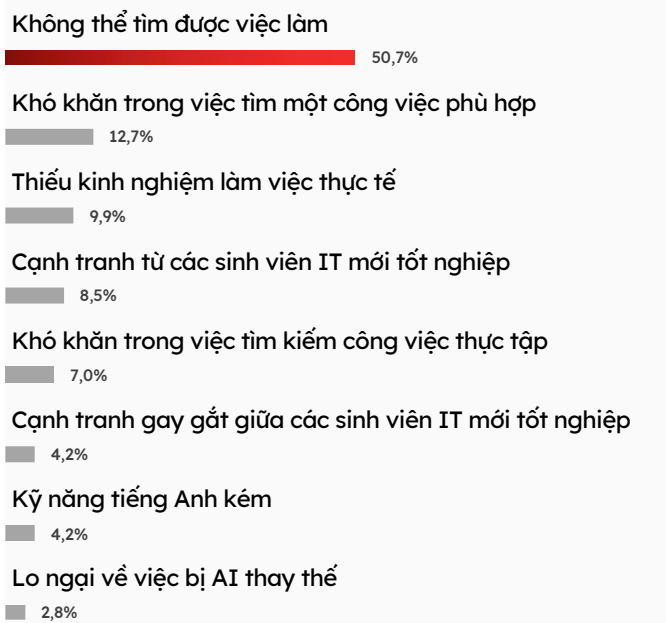 Không thể tìm được việc làm
50,7%
Khó khăn trong việc tìm một công việc phù hợp
12,7%
Thiếu kinh nghiệm làm việc thực tế
9,9%
Cạnh tranh từ các sinh viên IT mới tốt nghiệp
8,5%
Khó khăn trong việc tìm kiếm công việc thực tập
7,0%
Cạnh tranh gay gắt giữa các sinh viên IT mới tốt nghiệp
4,2%
Kỹ năng tiếng Anh kém
4,2%
Lo ngại về việc bị AI thay thế
2,8%